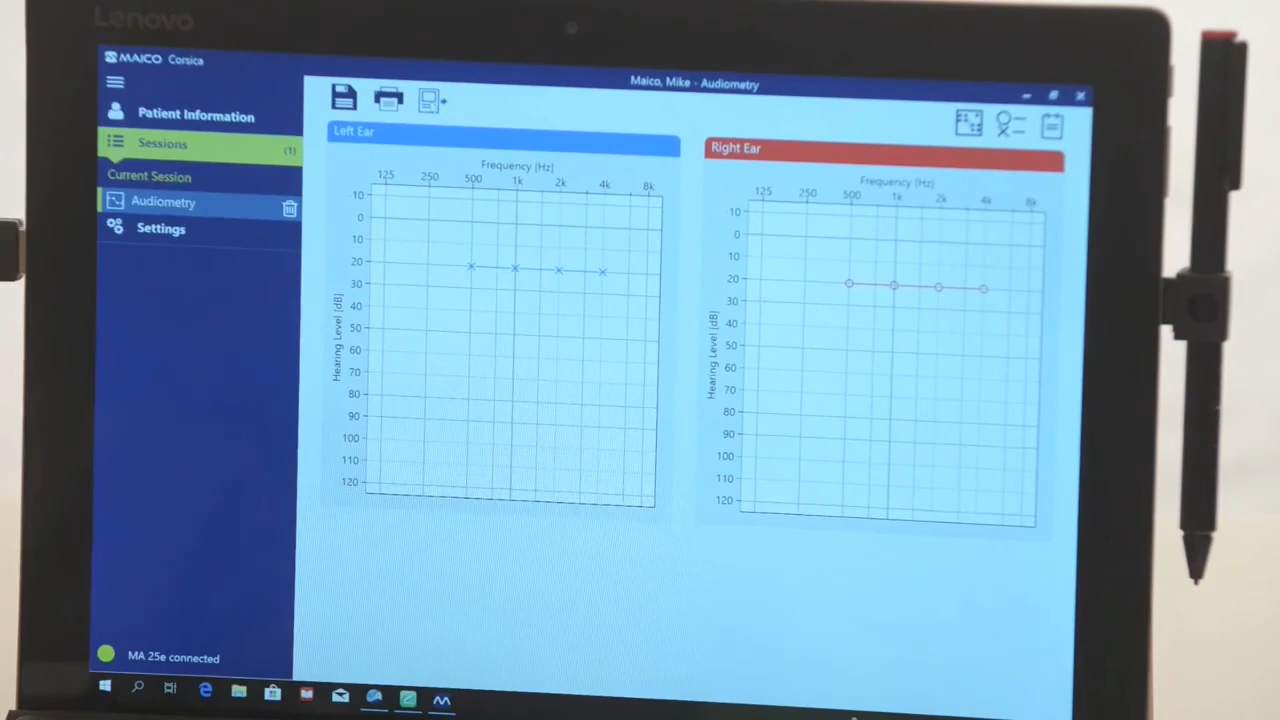 Lenovo
MAICO Corsica
Maico, Mike - Audiometry
Patient Information
Sessions (1)
Current Session
Audiometry
Settings
MA 25e connected
Left Ear
Frequency [Hz]
125 250 500 1k 2k 4k 8k
Hearing Level [dB]
10
0
10
20
30
40
50
60
70
80
90
100
110
120
Right Ear
Frequency [Hz]
125 250 500 1k 2k 4k 8k
Hearing Level [dB]
10
0
10
20
30
40
50
60
70
80
90
100
110
120